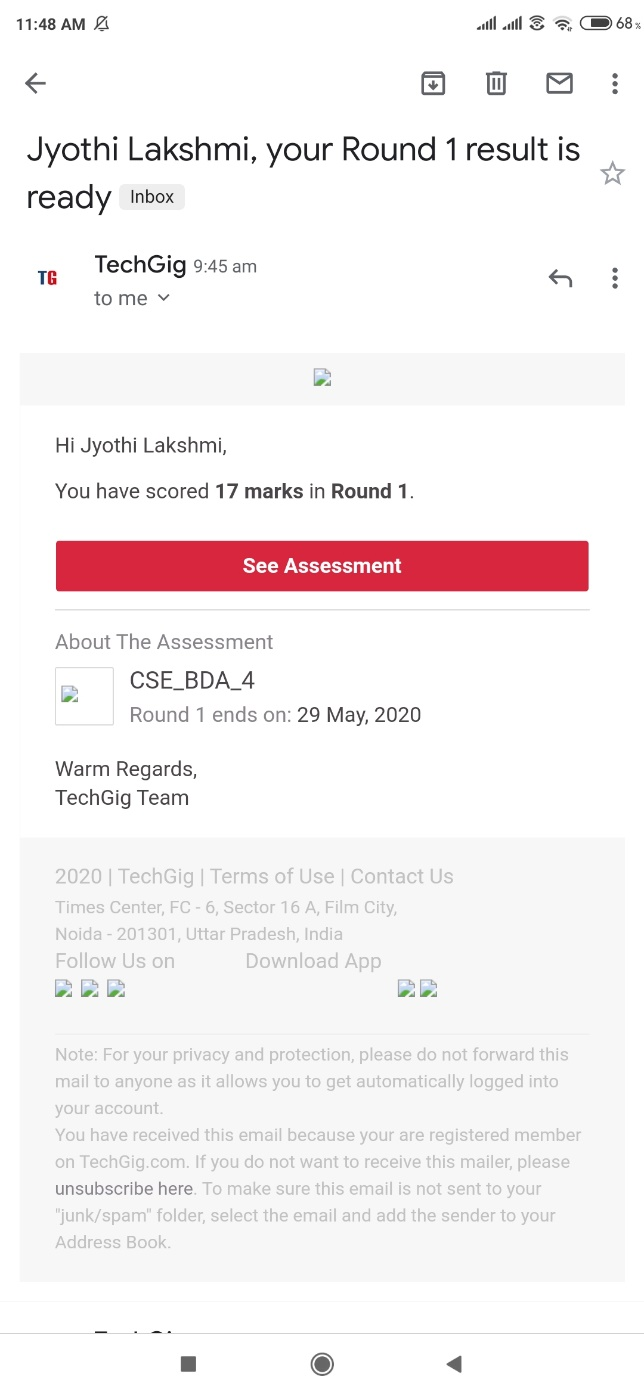 11:48 AM
68%
Jyothi Lakshmi, your Round 1 result is
ready Inbox
TG
TechGig 9:45 am
to me
Hi Jyothi Lakshmi,
You have scored 17 marks in Round 1.
See Assessment
About The Assessment
CSE_BDA_4
Round 1 ends on: 29 May, 2020
Warm Regards,
TechGig Team
2020 | TechGig | Terms of Use | Contact Us
Times Center, FC - 6, Sector 16 A, Film City,
Noida - 201301, Uttar Pradesh, India
Follow Us on Download App
Note: For your privacy and protection, please do not forward this
mail to anyone as it allows you to get automatically logged into
your account.
You have received this email because your are registered member
on TechGig.com. If you do not want to receive this mailer, please
unsubscribe here. To make sure this email is not sent to your
"junk/spam" folder, select the email and add the sender to your
Address Book.